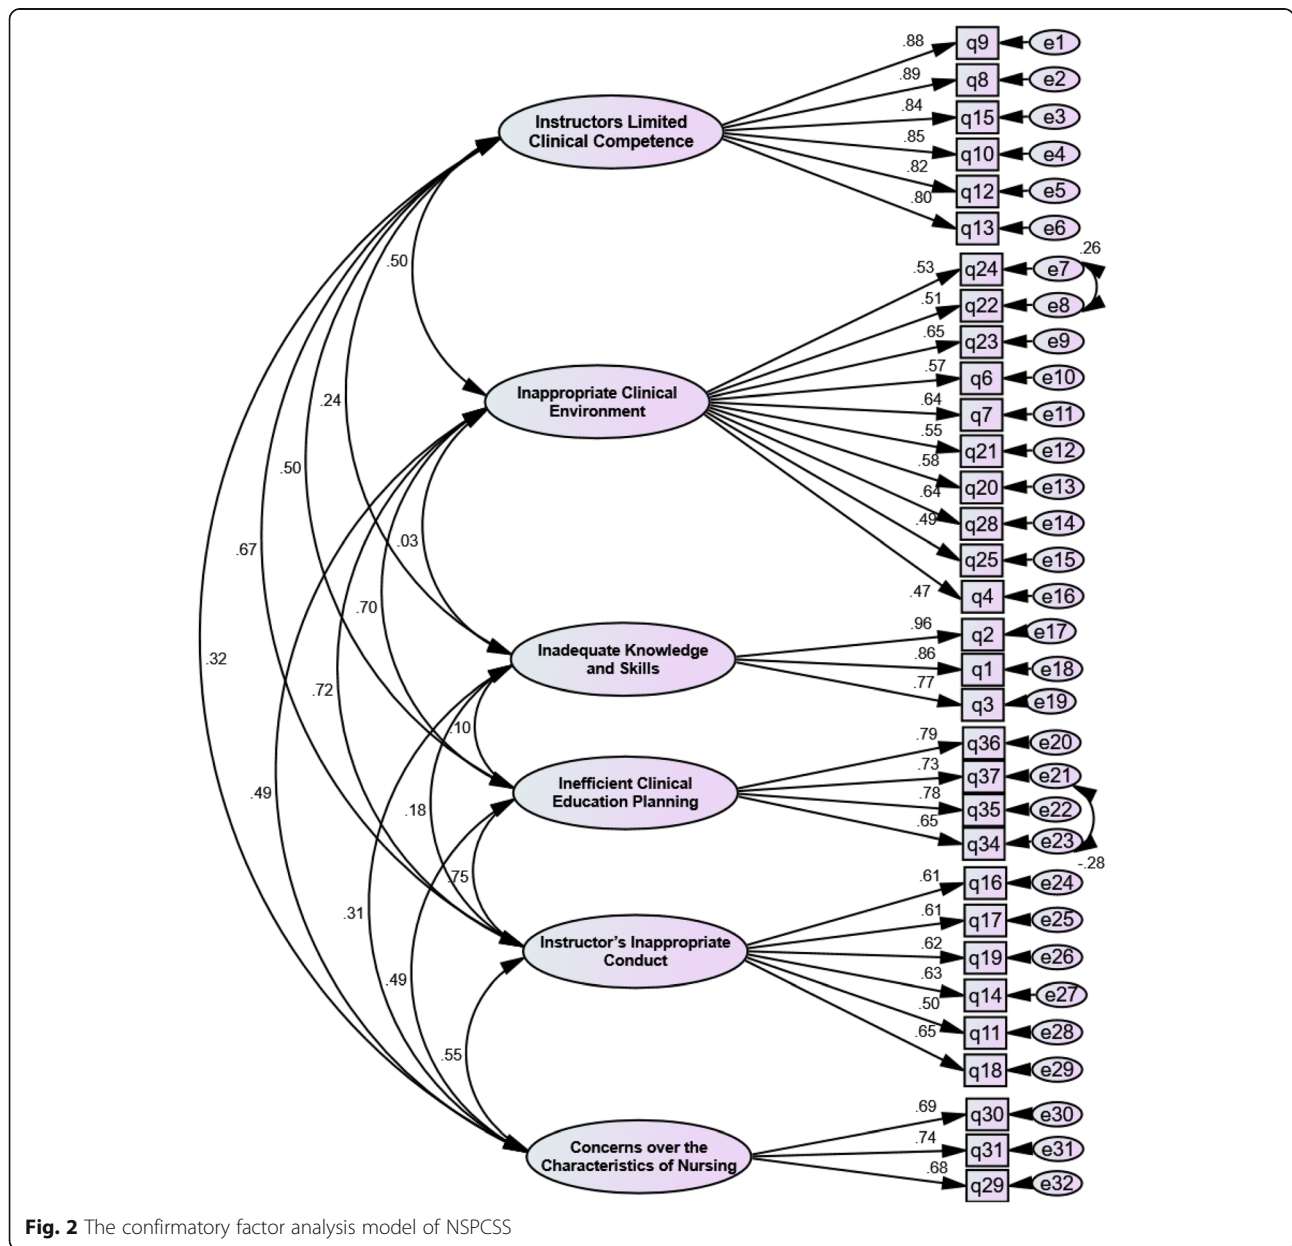 .88
q9
e1
.89
q8
e2
.84
q15
e3
Instructors Limited
Clinical Competence
.85
q10
e4
.82
q12
e5
.80
q13
e6
.26
.50
.53
q24
e7
.51
q22
e8
.65
q23
e9
.57
q6
e10
Inappropriate Clinical
Environment
.24
.64
q7
e11
.55
q21
e12
.50
.58
q20
e13
.64
q28
e14
.49
.67
.03
q25
e15
.70
.47
q4
e16
.96
q2
e17
.32
Inadequate Knowledge
and Skills
.86
q1
e18
.72
.77
q3
e19
.10
.79
q36
e20
.73
q37
e21
Inefficient Clinical
Education Planning
.49
.18
.78
q35
e22
.65
q34
e23
-.28
.75
.61
q16
e24
.31
.61
q17
e25
Instructor’s Inappropriate
Conduct
.62
q19
e26
.49
.63
q14
e27
.50
q11
e28
.55
.65
q18
e29
.69
q30
e30
.74
q31
e31
Concerns over the
Characteristics of Nursing
.68
q29
e32
Fig. 2 The confirmatory factor analysis model of NSPCSS